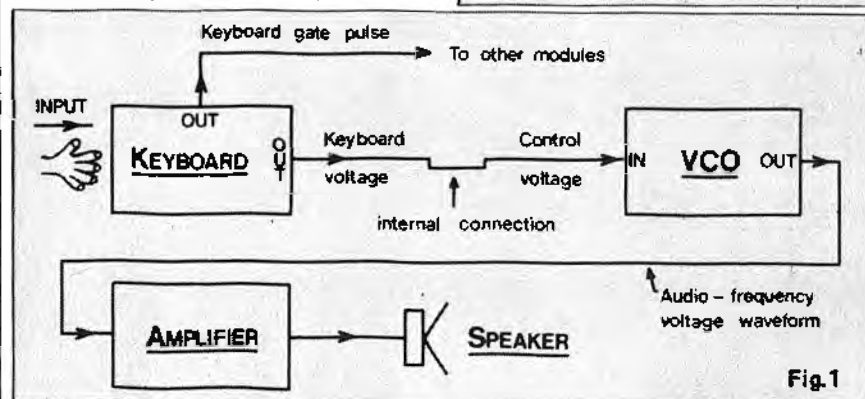 Keyboard gate pulse
To other modules
INPUT
OUT
KEYBOARD
OUT
Keyboard
voltage
Control
voltage
internal connection
IN
VCO
OUT
AMPLIFIER
SPEAKER
Audio - frequency
voltage waveform
Fig.1